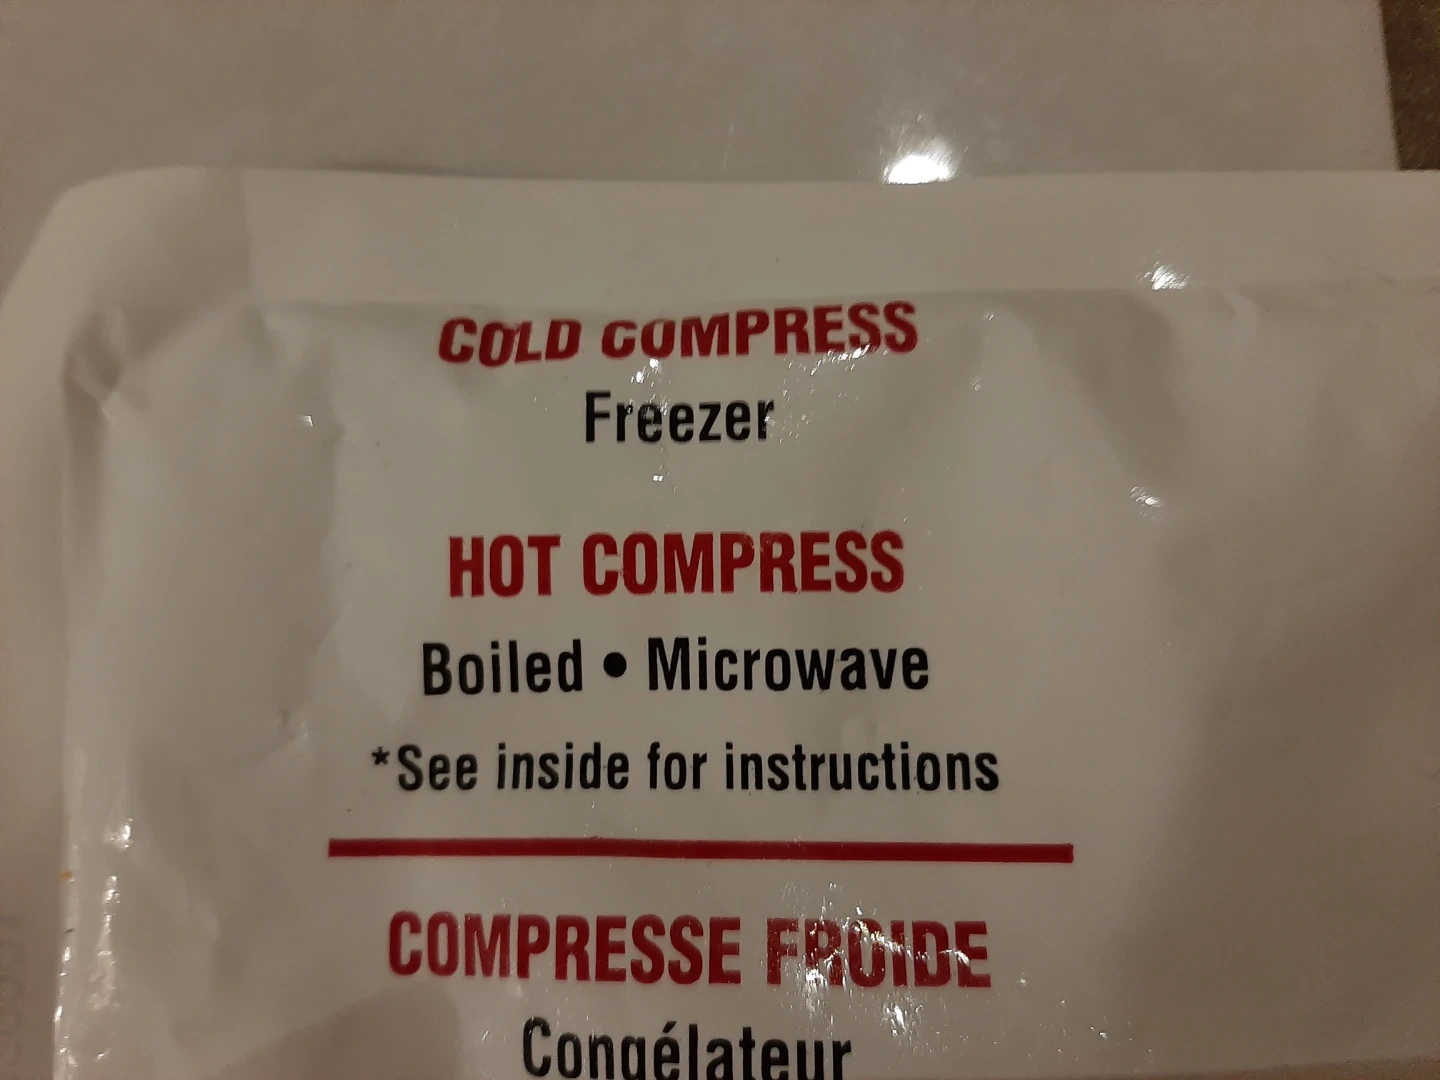 COLD COMPRESS
Freezer
HOT COMPRESS
Boiled • Microwave
*See inside for instructions
COMPRESSE FROIDE
Congélateur